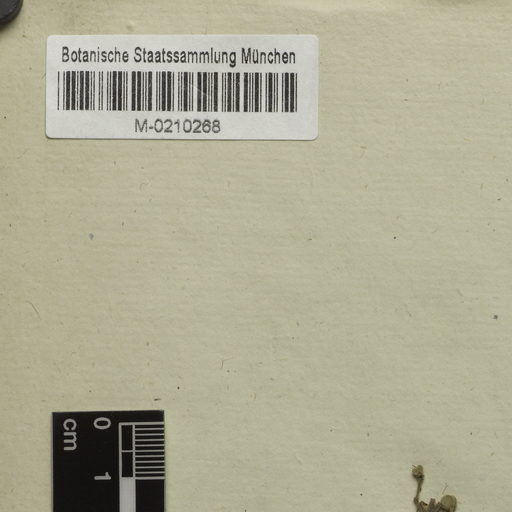 Botanische Staatssammlung München
M-0210268
cm
0
1